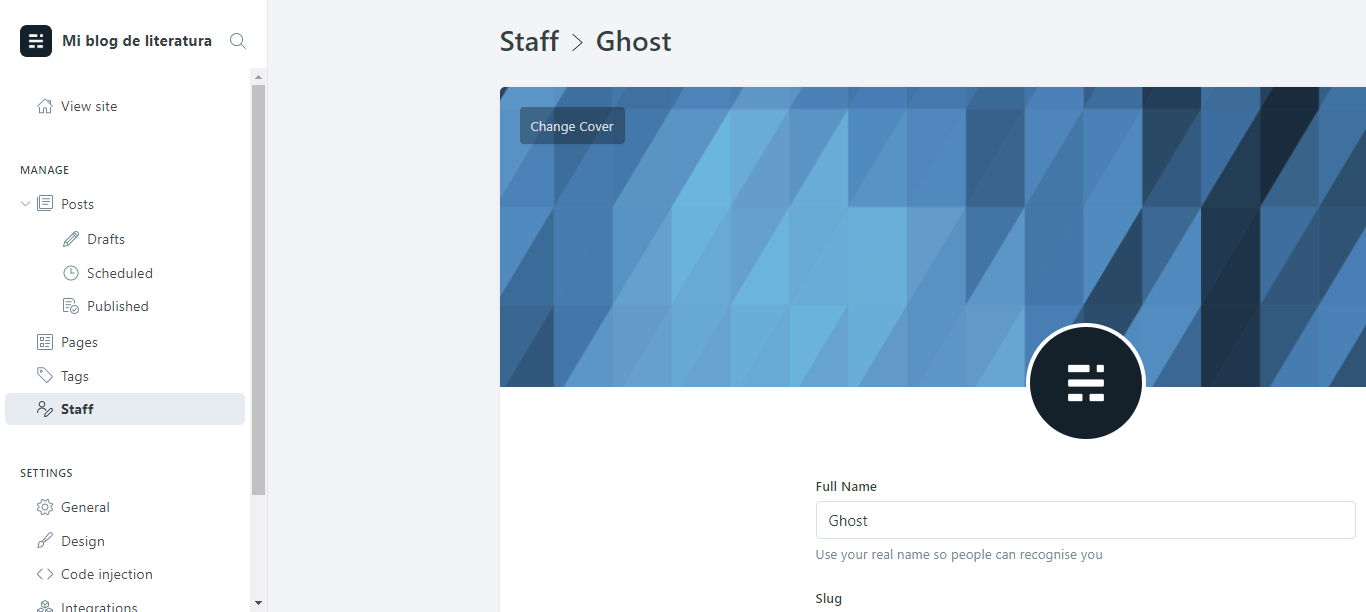 Mi blog de literatura
View site
MANAGE
Posts
Drafts
Scheduled
Published
Pages
Tags
Staff
SETTINGS
General
Design
Code injection
Integrations
Staff > Ghost
Change Cover
Full Name
Ghost
Use your real name so people can recognise you
Slug